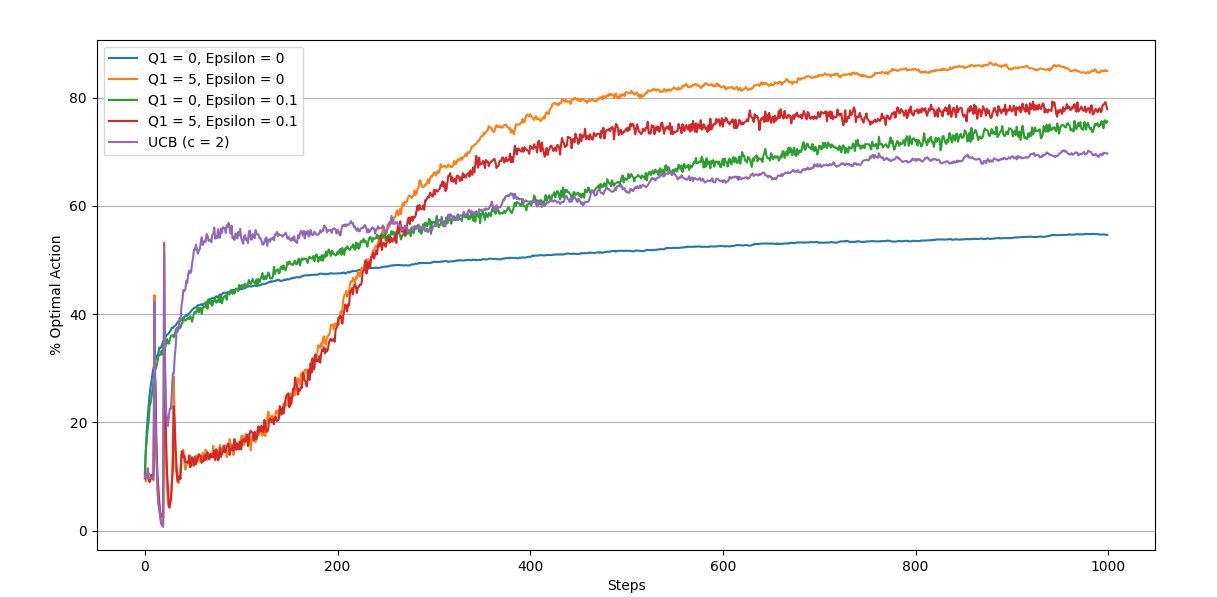 Q1 = 0, Epsilon = 0
Q1 = 5, Epsilon = 0
Q1 = 0, Epsilon = 0.1
Q1 = 5, Epsilon = 0.1
UCB (c = 2)
% Optimal Action
80
60
40
20
0
0 200 400 600 800 1000
Steps